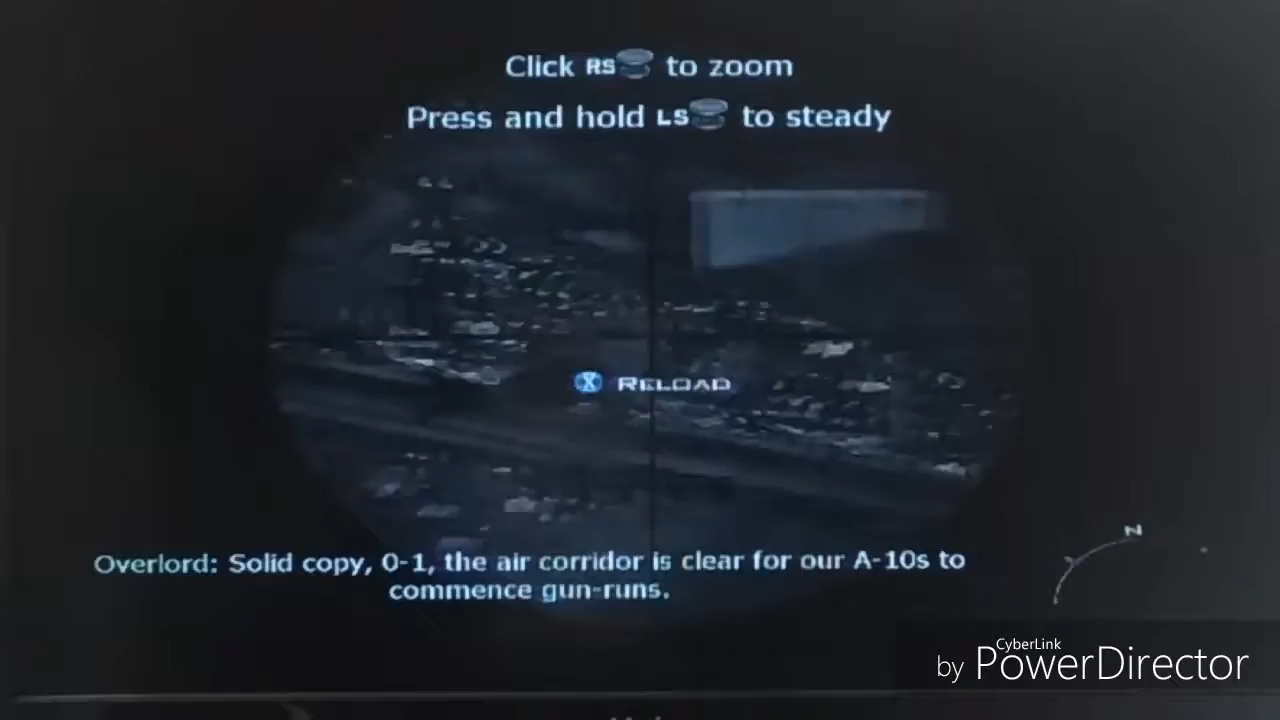 Click RS to zoom
Press and hold LS to steady
X RELOAD
Overlord: Solid copy, 0-1, the air corridor is clear for our A-10s to
commence gun-runs.
N
CyberLink
by PowerDirector